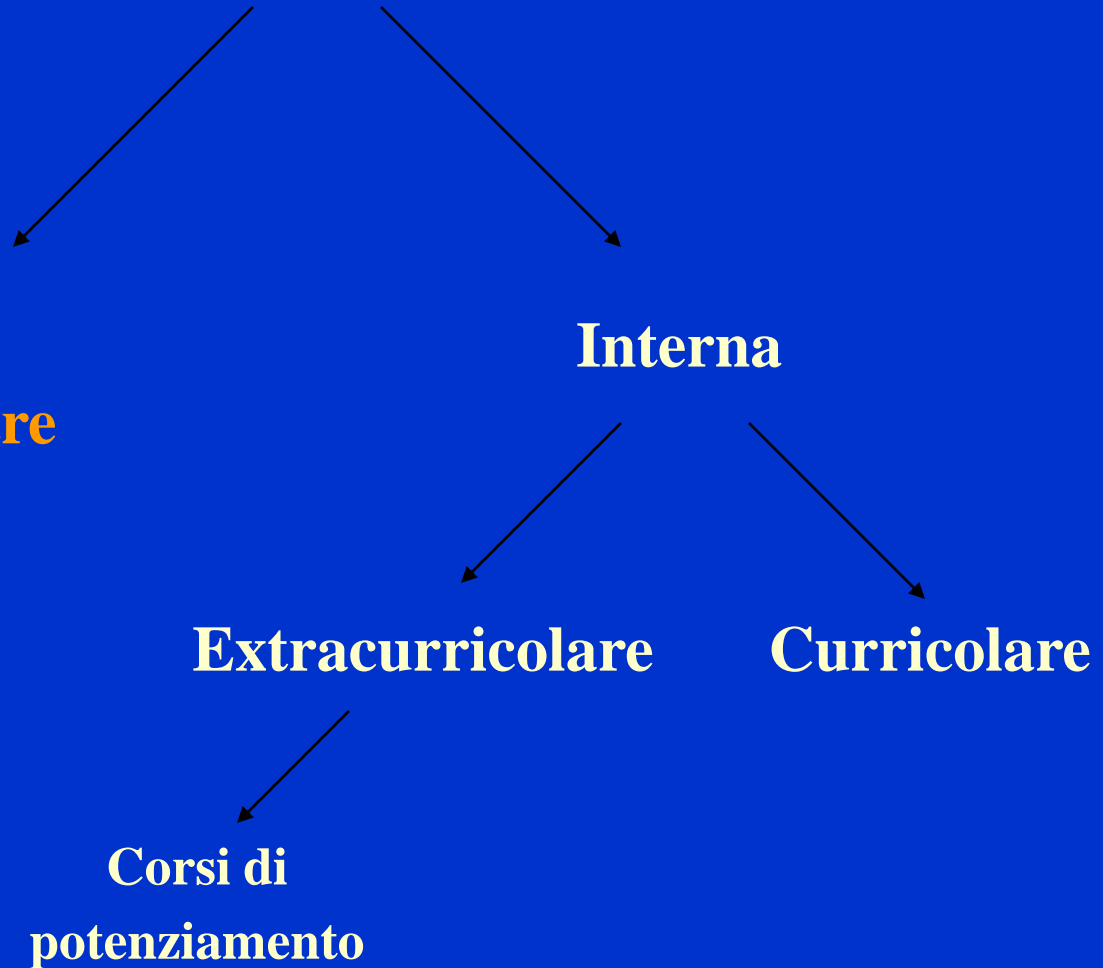 Interna
re
Extracurricolare Curricolare
Corsi di
potenziamento